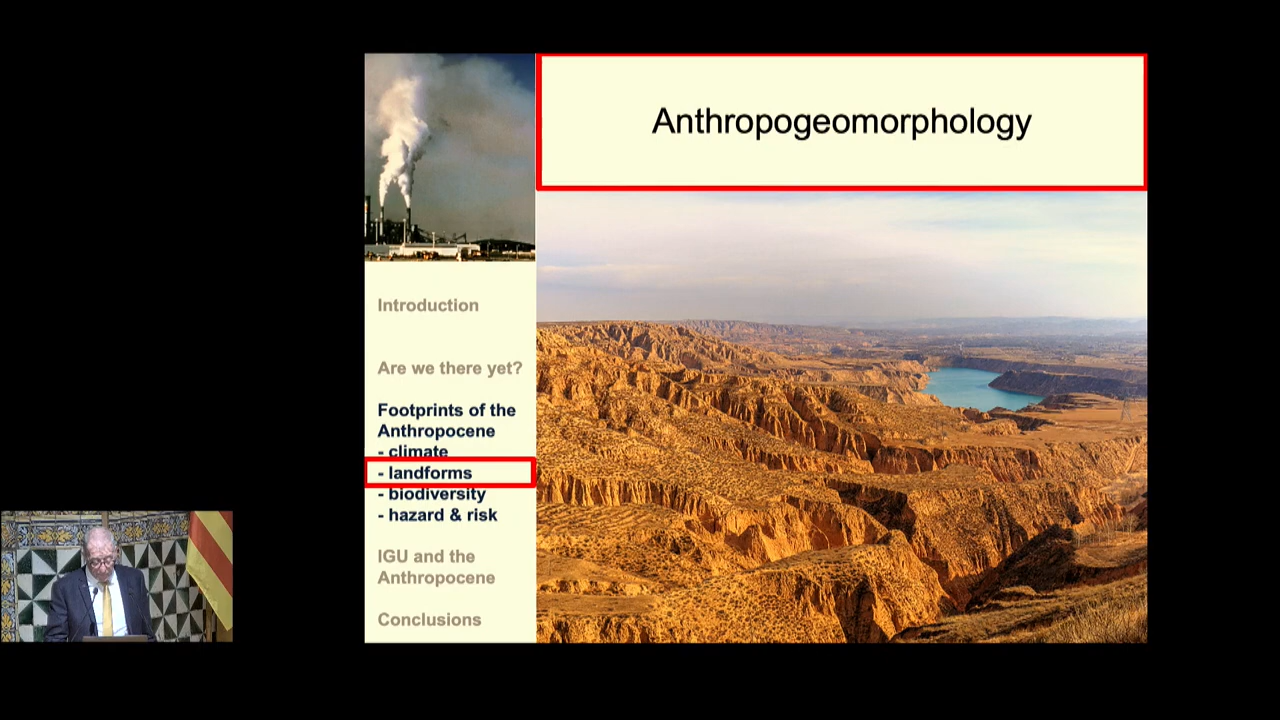 Anthropogeomorphology
Introduction
Are we there yet?
Footprints of the
Anthropocene
- climate
- landforms
- biodiversity
- hazard & risk
IGU and the
Anthropocene
Conclusions